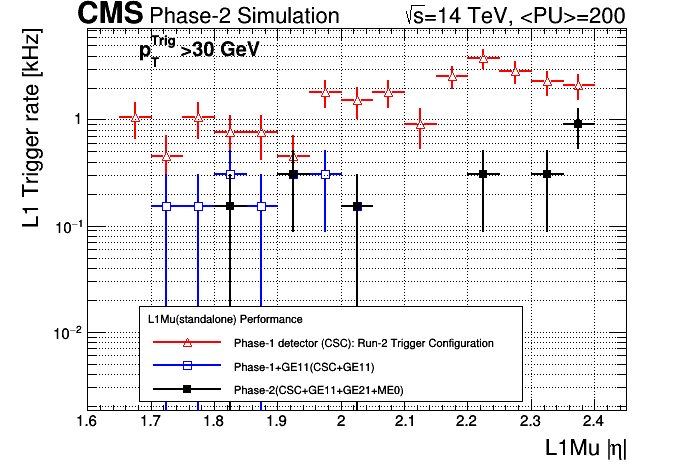 CMS Phase-2 Simulation √s=14 TeV, <PU>=200
p_T^Trig >30 GeV
L1 Trigger rate [kHz]
1
10⁻¹
10⁻²
L1Mu(standalone) Performance
Phase-1 detector (CSC): Run-2 Trigger Configuration
Phase-1+GE11(CSC+GE11)
Phase-2(CSC+GE11+GE21+ME0)
1.6 1.7 1.8 1.9 2 2.1 2.2 2.3 2.4
L1Mu |η|